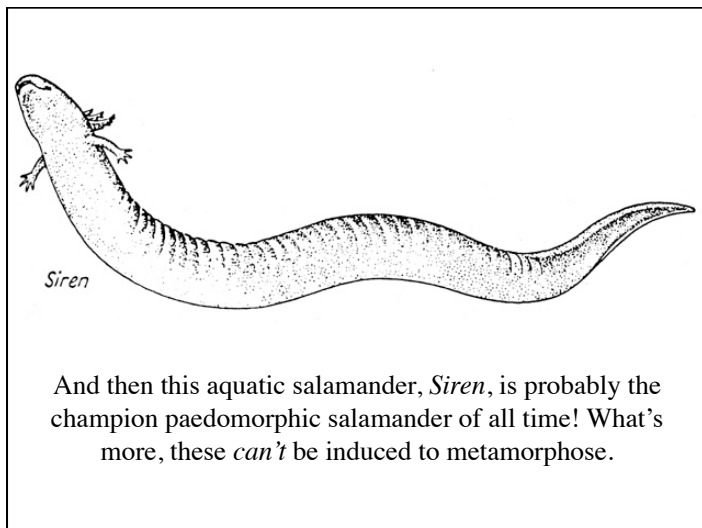 Siren
And then this aquatic salamander, Siren, is probably the
champion paedomorphic salamander of all time! What’s
more, these can’t be induced to metamorphose.